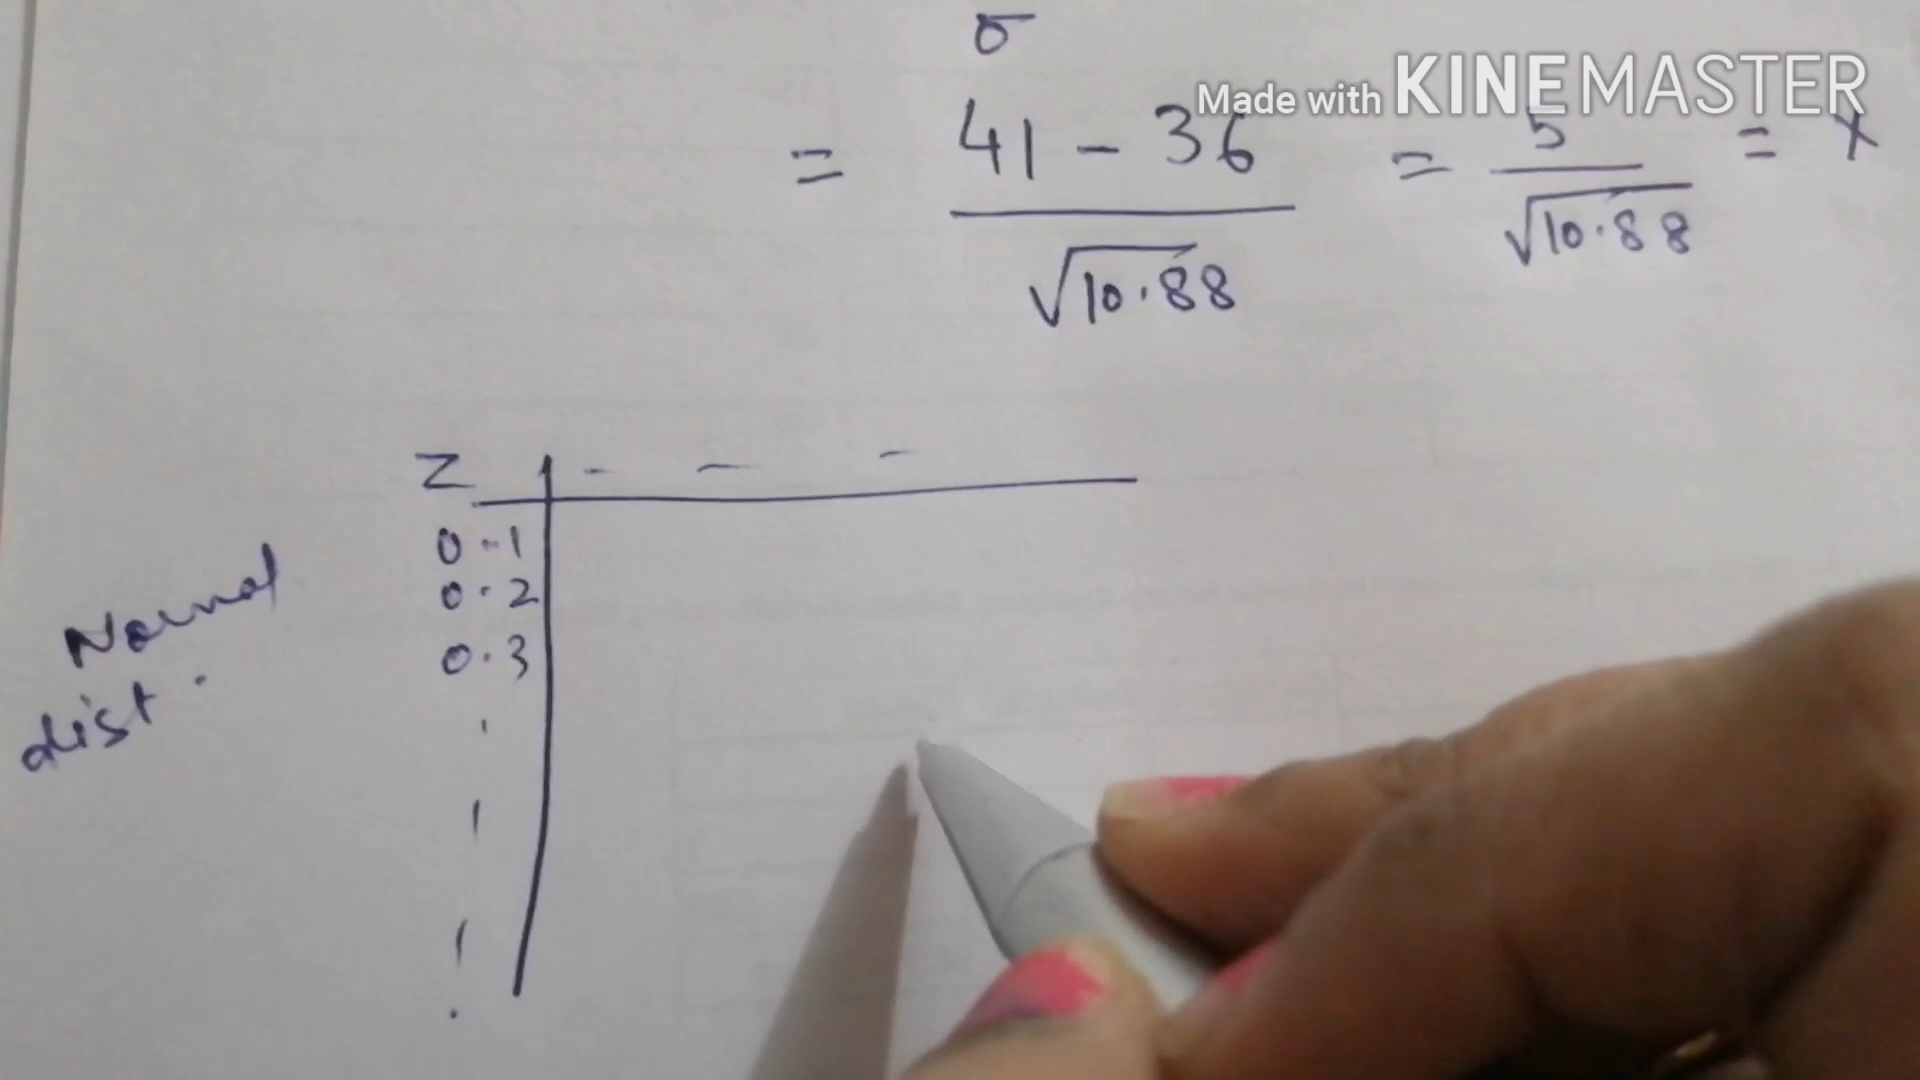 σ
Made with KINEMASTER
= 41 - 36 / √10.88 = 5 / √10.88 = x
Z - - -
0.1
0.2
0.3
Normal
dist.